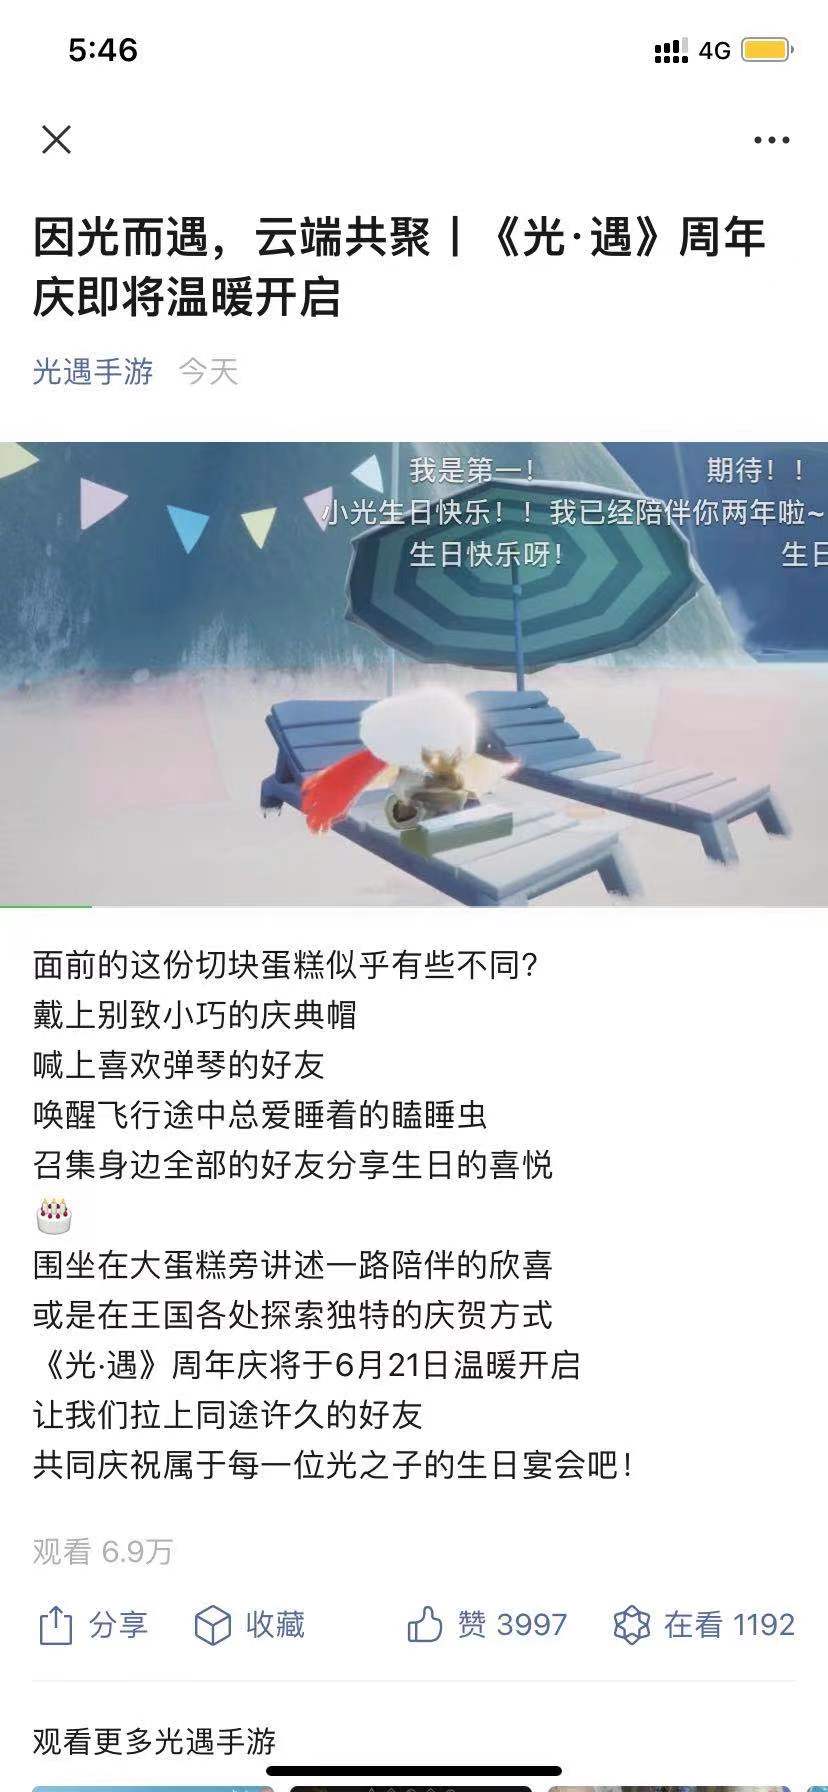 5:46
4G
因光而遇，云端共聚丨《光·遇》周年
庆即将温暖开启
光遇手游 今天
我是第一！ 期待！！
小光生日快乐！！ 我已经陪伴你两年啦~
生日快乐呀！ 生日
面前的这份切块蛋糕似乎有些不同？
戴上别致小巧的庆典帽
喊上喜欢弹琴的好友
唤醒飞行途中总爱睡着的瞌睡虫
召集身边全部的好友分享生日的喜悦
围坐在大蛋糕旁讲述一路陪伴的欣喜
或是在王国各处探索独特的庆贺方式
《光·遇》周年庆将于6月21日温暖开启
让我们拉上同途许久的好友
共同庆祝属于每一位光之子的生日宴会吧！
观看 6.9万
分享 收藏 赞 3997 在看 1192
观看更多光遇手游